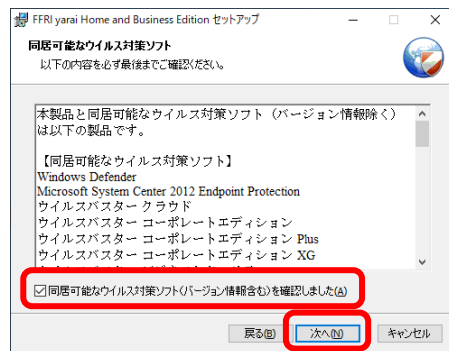 FFRI yarai Home and Business Edition セットアップ
同居可能なウイルス対策ソフト
以下の内容を必ず最後までご確認ください。
本製品と同居可能なウイルス対策ソフト（バージョン情報除く）
は以下の製品です。
【同居可能なウイルス対策ソフト】
Windows Defender
Microsoft System Center 2012 Endpoint Protection
ウイルスバスター クラウド
ウイルスバスター コーポレートエディション
ウイルスバスター コーポレートエディション Plus
ウイルスバスター コーポレートエディション XG
同居可能なウイルス対策ソフト(バージョン情報含む)を確認しました(A)
戻る(B)
次へ(N)
キャンセル